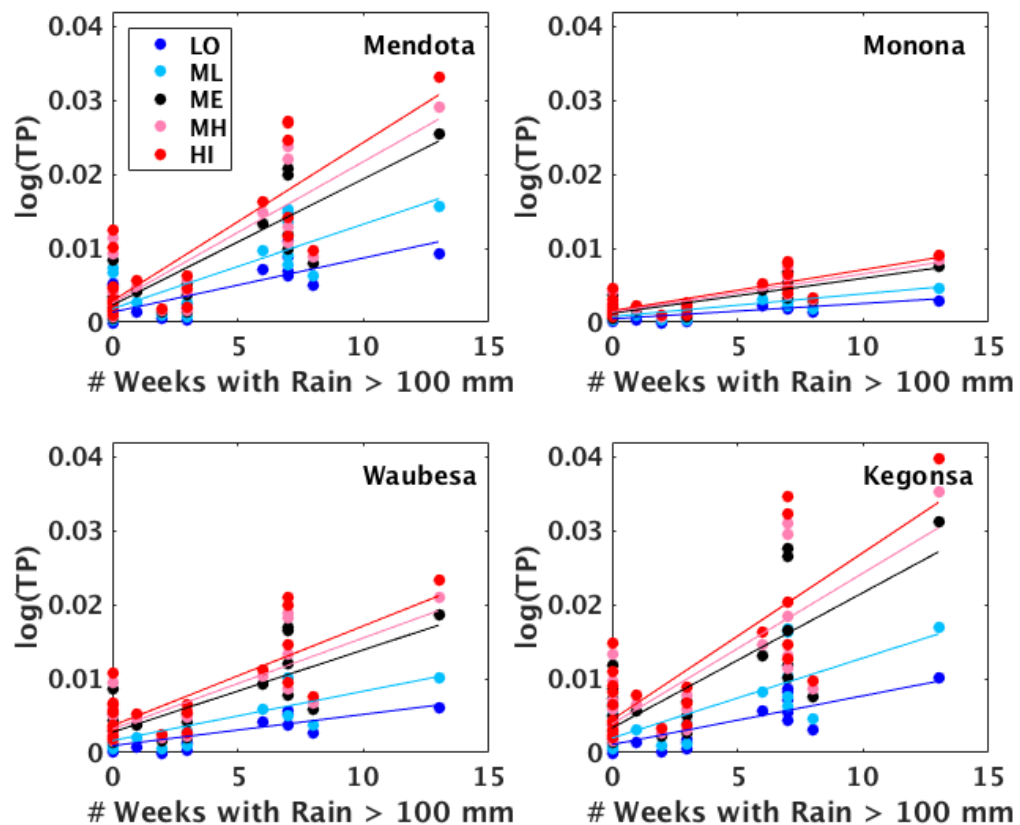 0.04
0.03
0.02
0.01
0
log(TP)
LO
ML
ME
MH
HI
Mendota
0 5 10 15
# Weeks with Rain > 100 mm
0.04
0.03
0.02
0.01
0
log(TP)
Monona
0 5 10 15
# Weeks with Rain > 100 mm
0.04
0.03
0.02
0.01
0
log(TP)
Waubesa
0 5 10 15
# Weeks with Rain > 100 mm
0.04
0.03
0.02
0.01
0
log(TP)
Kegonsa
0 5 10 15
# Weeks with Rain > 100 mm